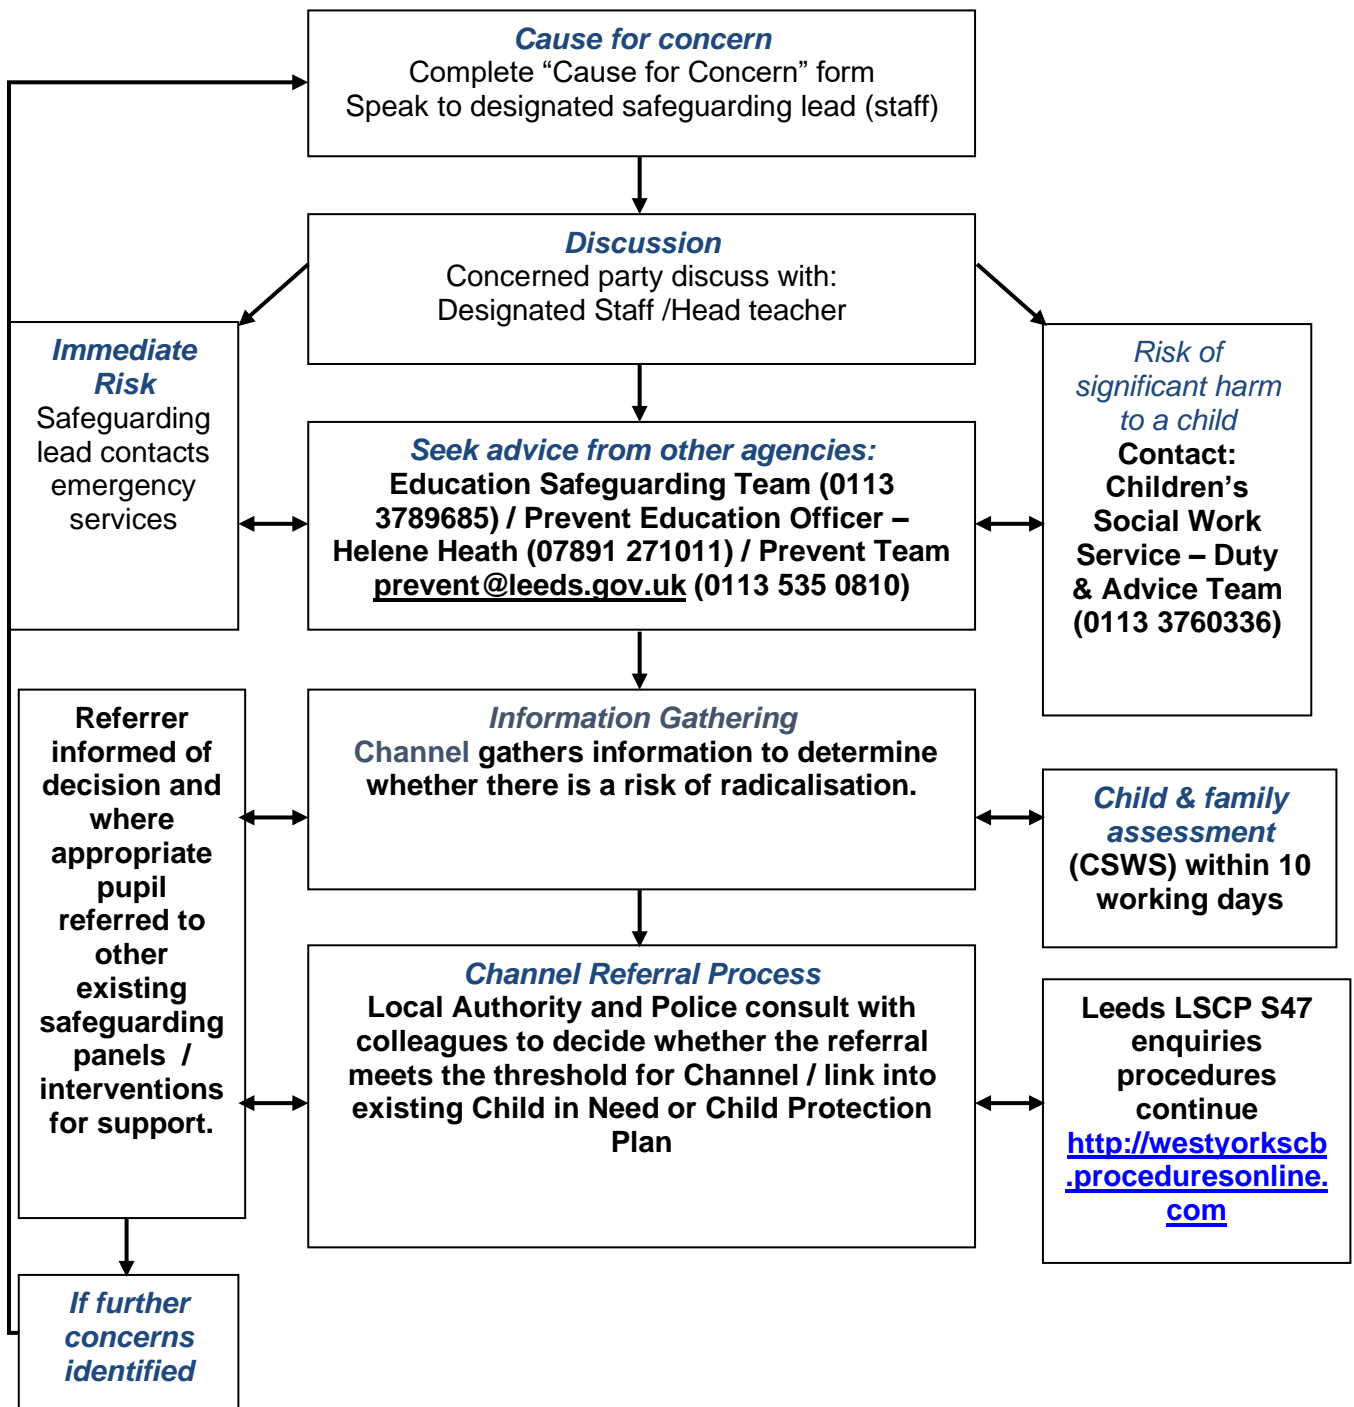 Cause for concern
Complete “Cause for Concern” form
Speak to designated safeguarding lead (staff)
Discussion
Concerned party discuss with:
Designated Staff /Head teacher
Immediate
Risk
Safeguarding
lead contacts
emergency
services
Seek advice from other agencies:
Education Safeguarding Team (0113
3789685) / Prevent Education Officer –
Helene Heath (07891 271011) / Prevent Team
prevent@leeds.gov.uk (0113 535 0810)
Risk of
significant harm
to a child
Contact:
Children’s
Social Work
Service – Duty
& Advice Team
(0113 3760336)
Referrer
informed of
decision and
where
appropriate
pupil
referred to
other
existing
safeguarding
panels /
interventions
for support.
Information Gathering
Channel gathers information to determine
whether there is a risk of radicalisation.
Child & family
assessment
(CSWS) within 10
working days
Channel Referral Process
Local Authority and Police consult with
colleagues to decide whether the referral
meets the threshold for Channel / link into
existing Child in Need or Child Protection
Plan
Leeds LSCP S47
enquiries
procedures
continue
http://westyorkscb
.proceduresonline.
com
If further
concerns
identified